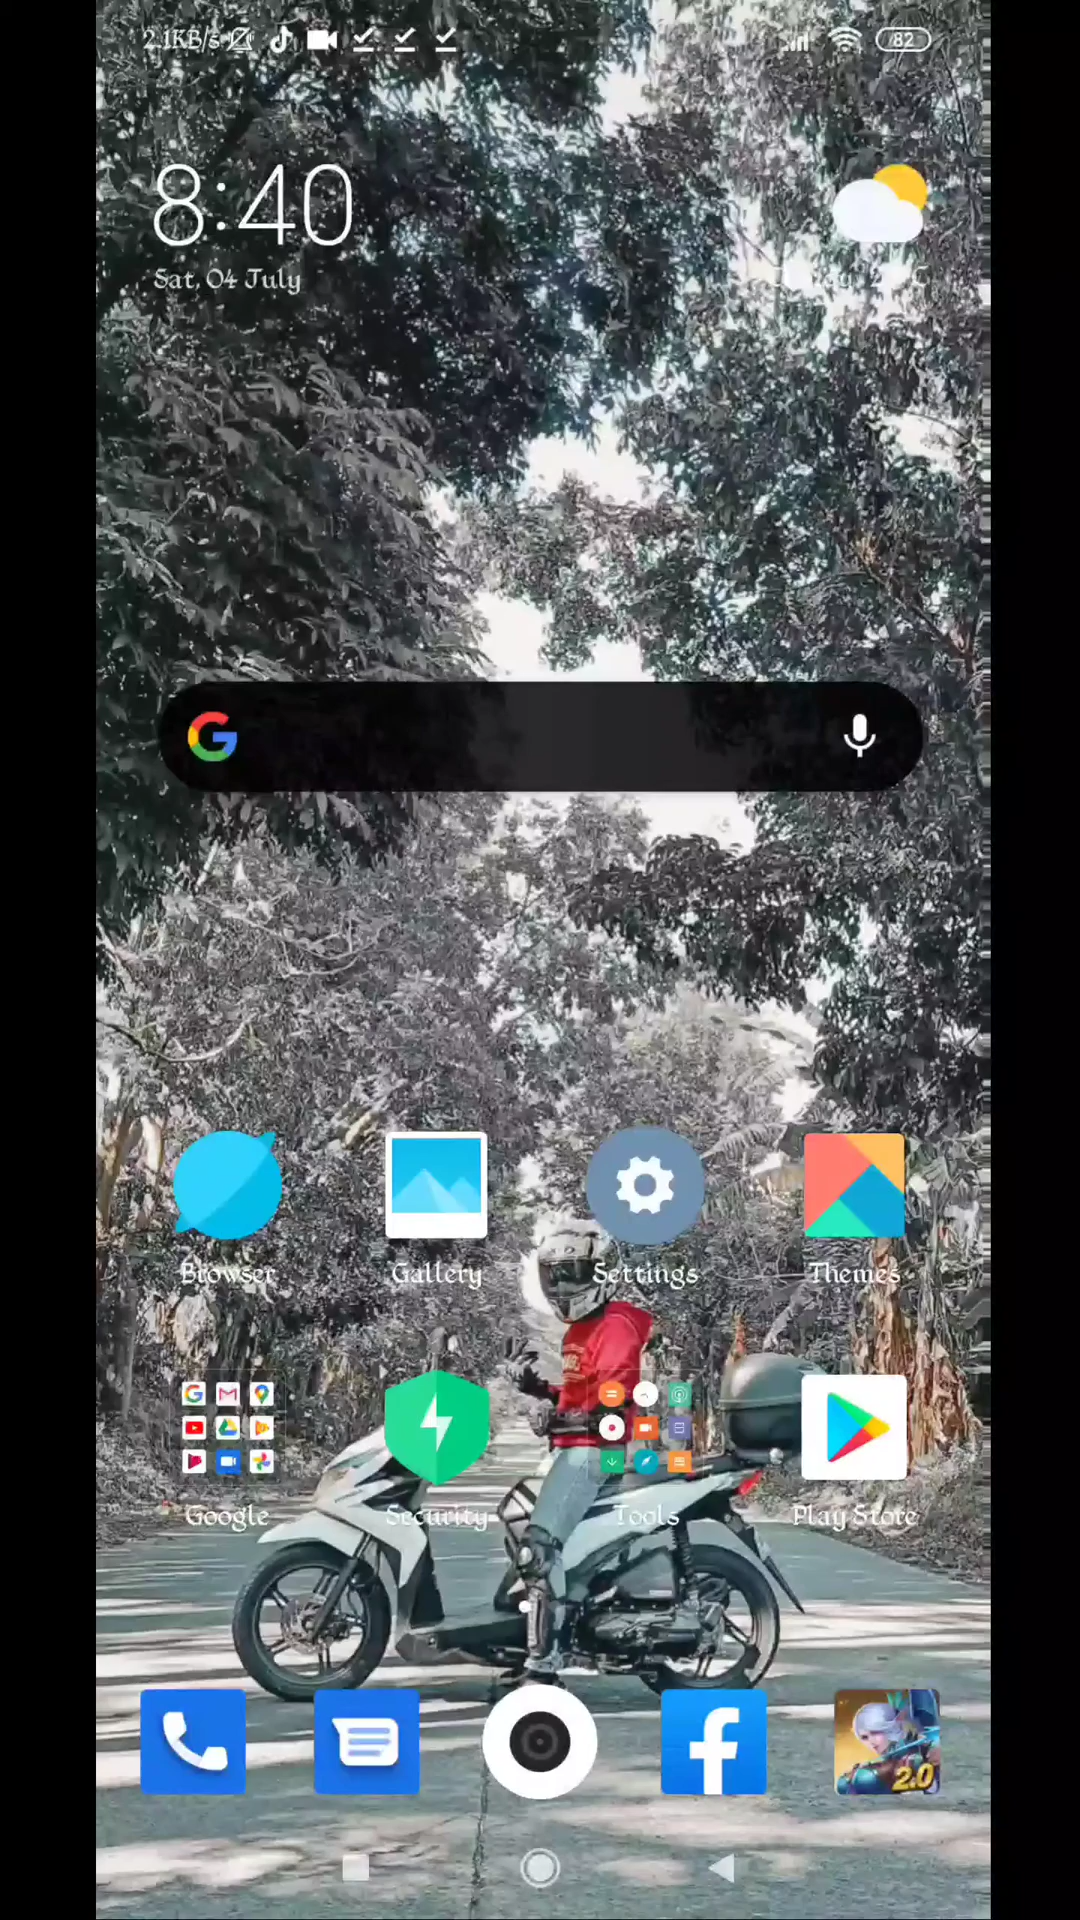 2.1KB/s 82
8:40
Sat, 04 July
Browser Gallery Settings Themes
Google Security Tools Play Store
2.0